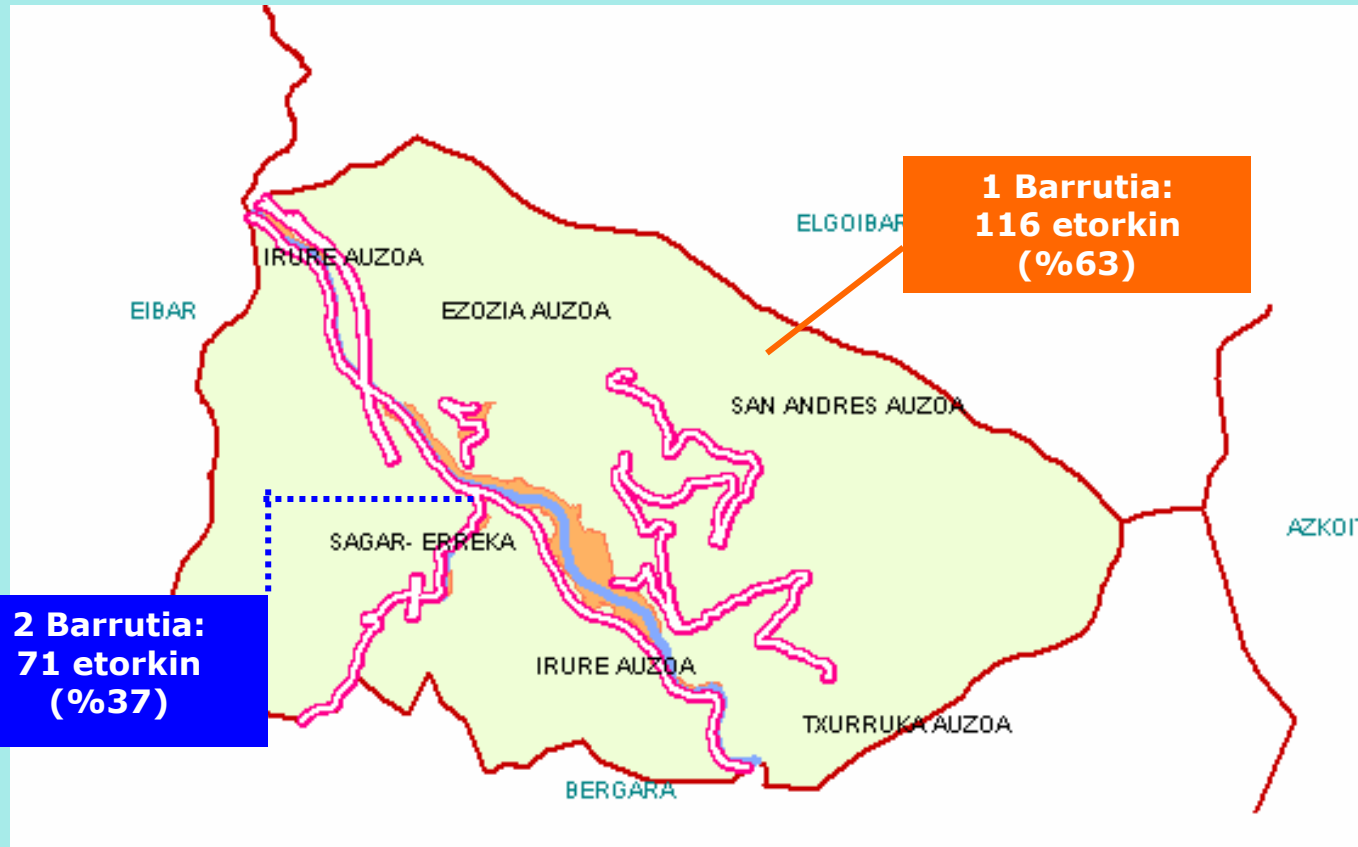 1 Barrutia:
116 etorkin
(%63)
ELGOIBAR
IRURE AUZOA
EIBAR
EZOZIA AUZOA
SAN ANDRES AUZOA
AZKOIT
SAGAR- ERREKA
2 Barrutia:
71 etorkin
(%37)
IRURE AUZOA
TXURRUKA AUZOA
BERGARA